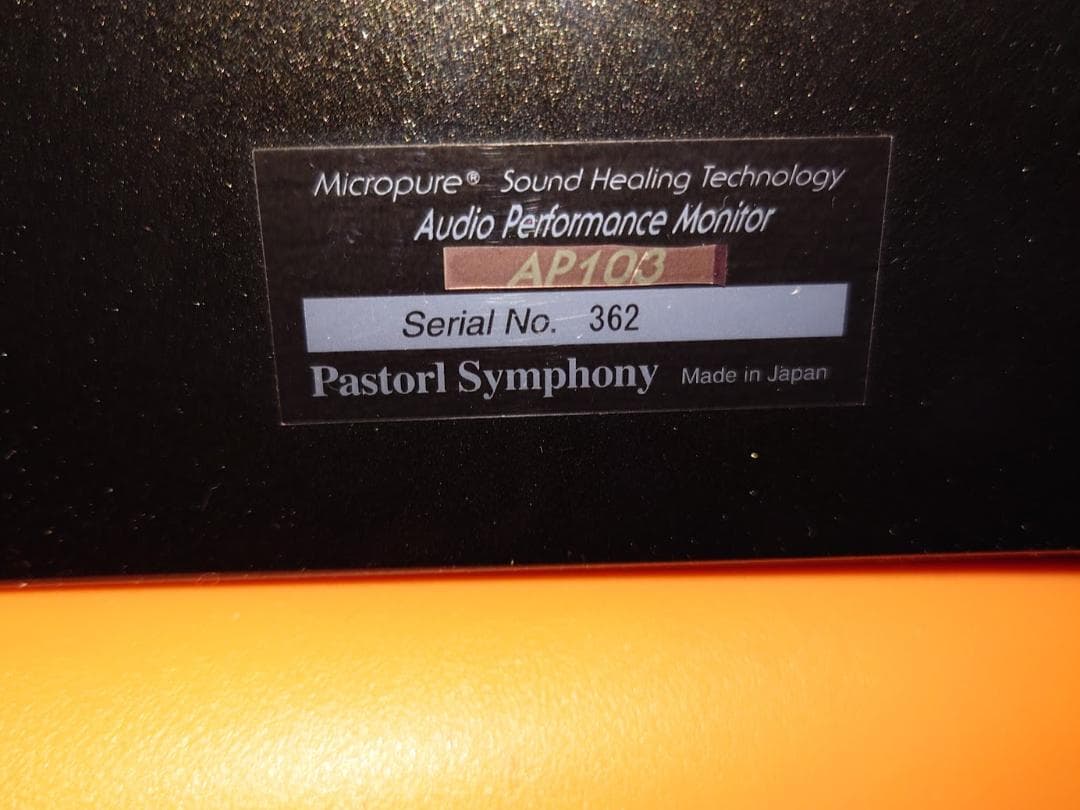 Micropure® Sound Healing Technology
Audio Performance Monitor
AP103
Serial No. 362
Pastorl Symphony Made in Japan